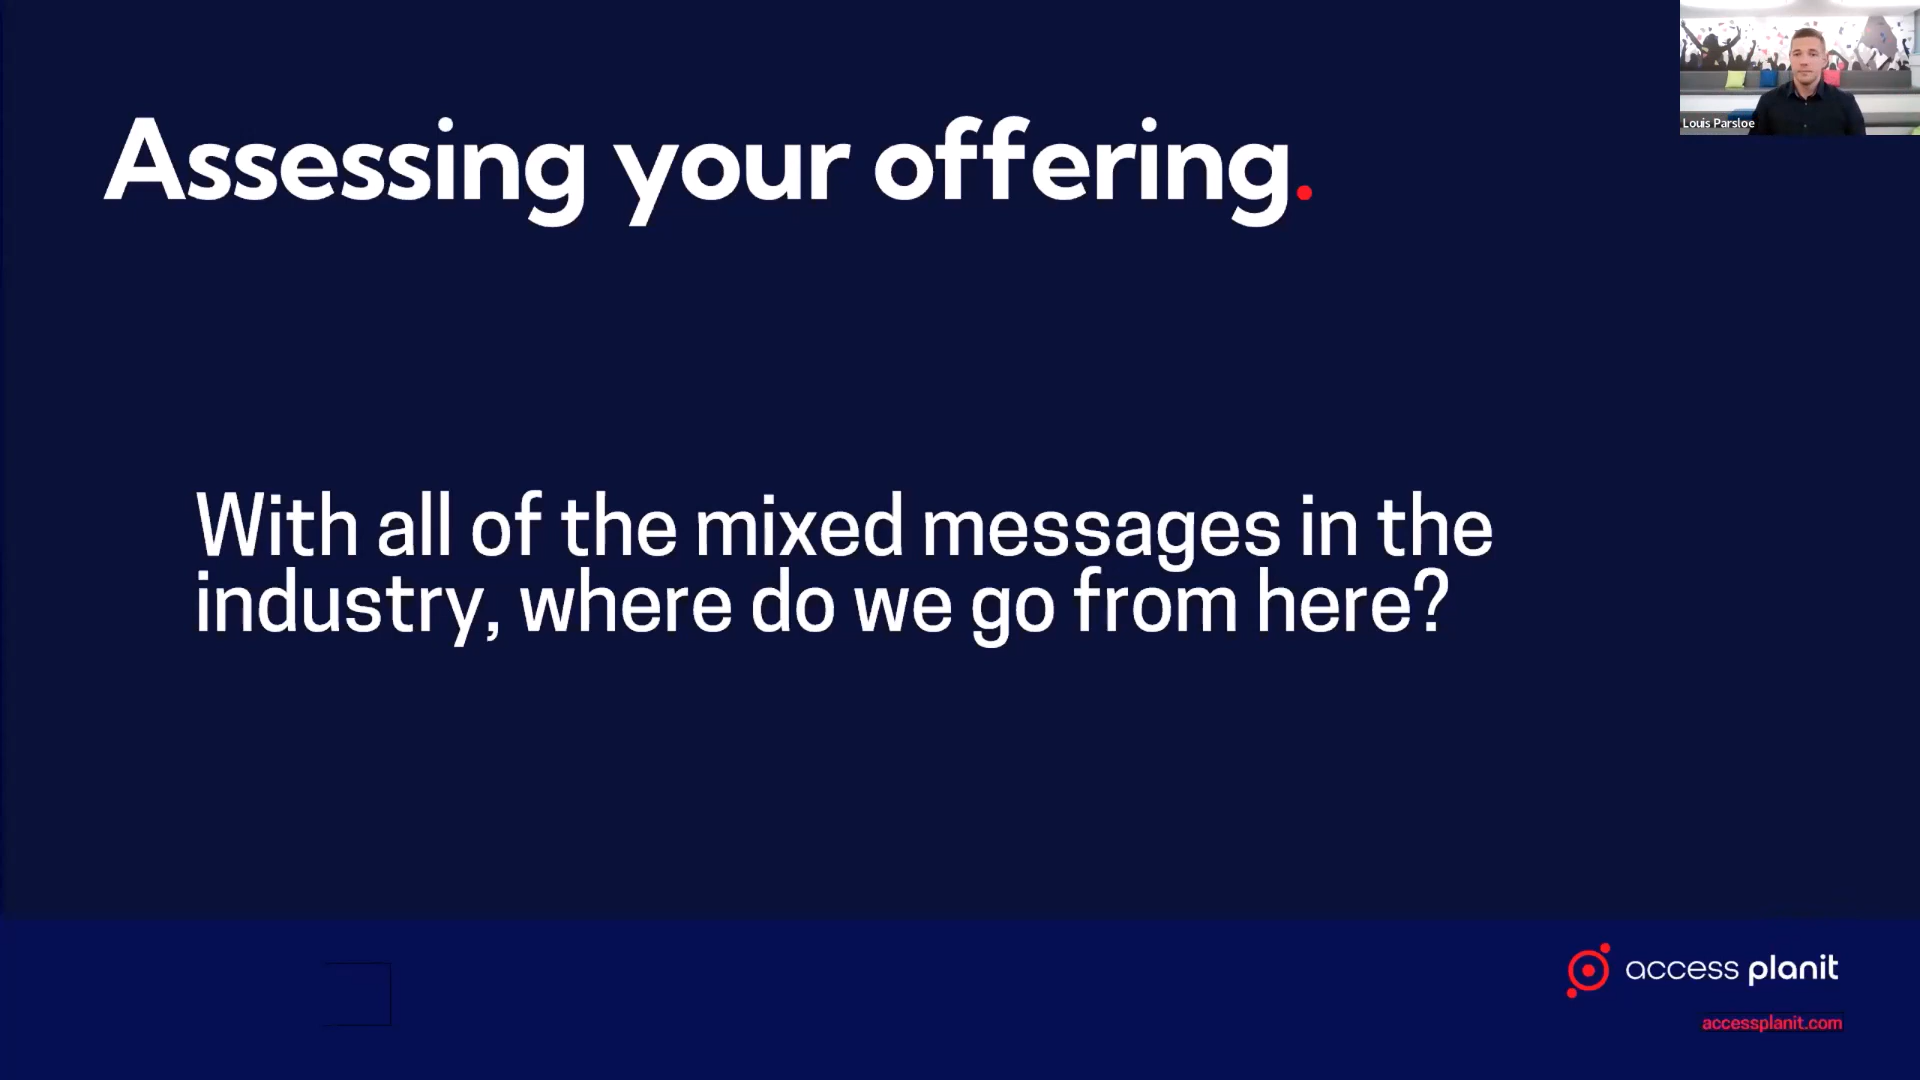 Assessing your offering.
Louis Parsloe
With all of the mixed messages in the
industry, where do we go from here?
access planit
accessplanit.com